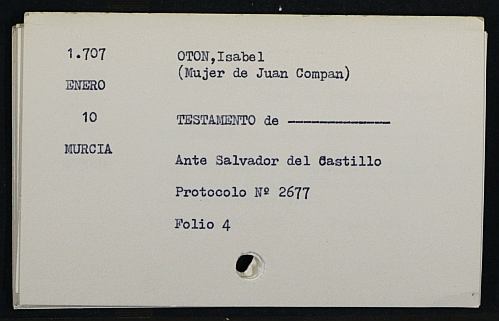 1.707
OTON,Isabel
(Mujer de Juan Compan)
ENERO
10
TESTAMENTO de -------------
MURCIA
Ante Salvador del Castillo
Protocolo Nº 2677
Folio 4